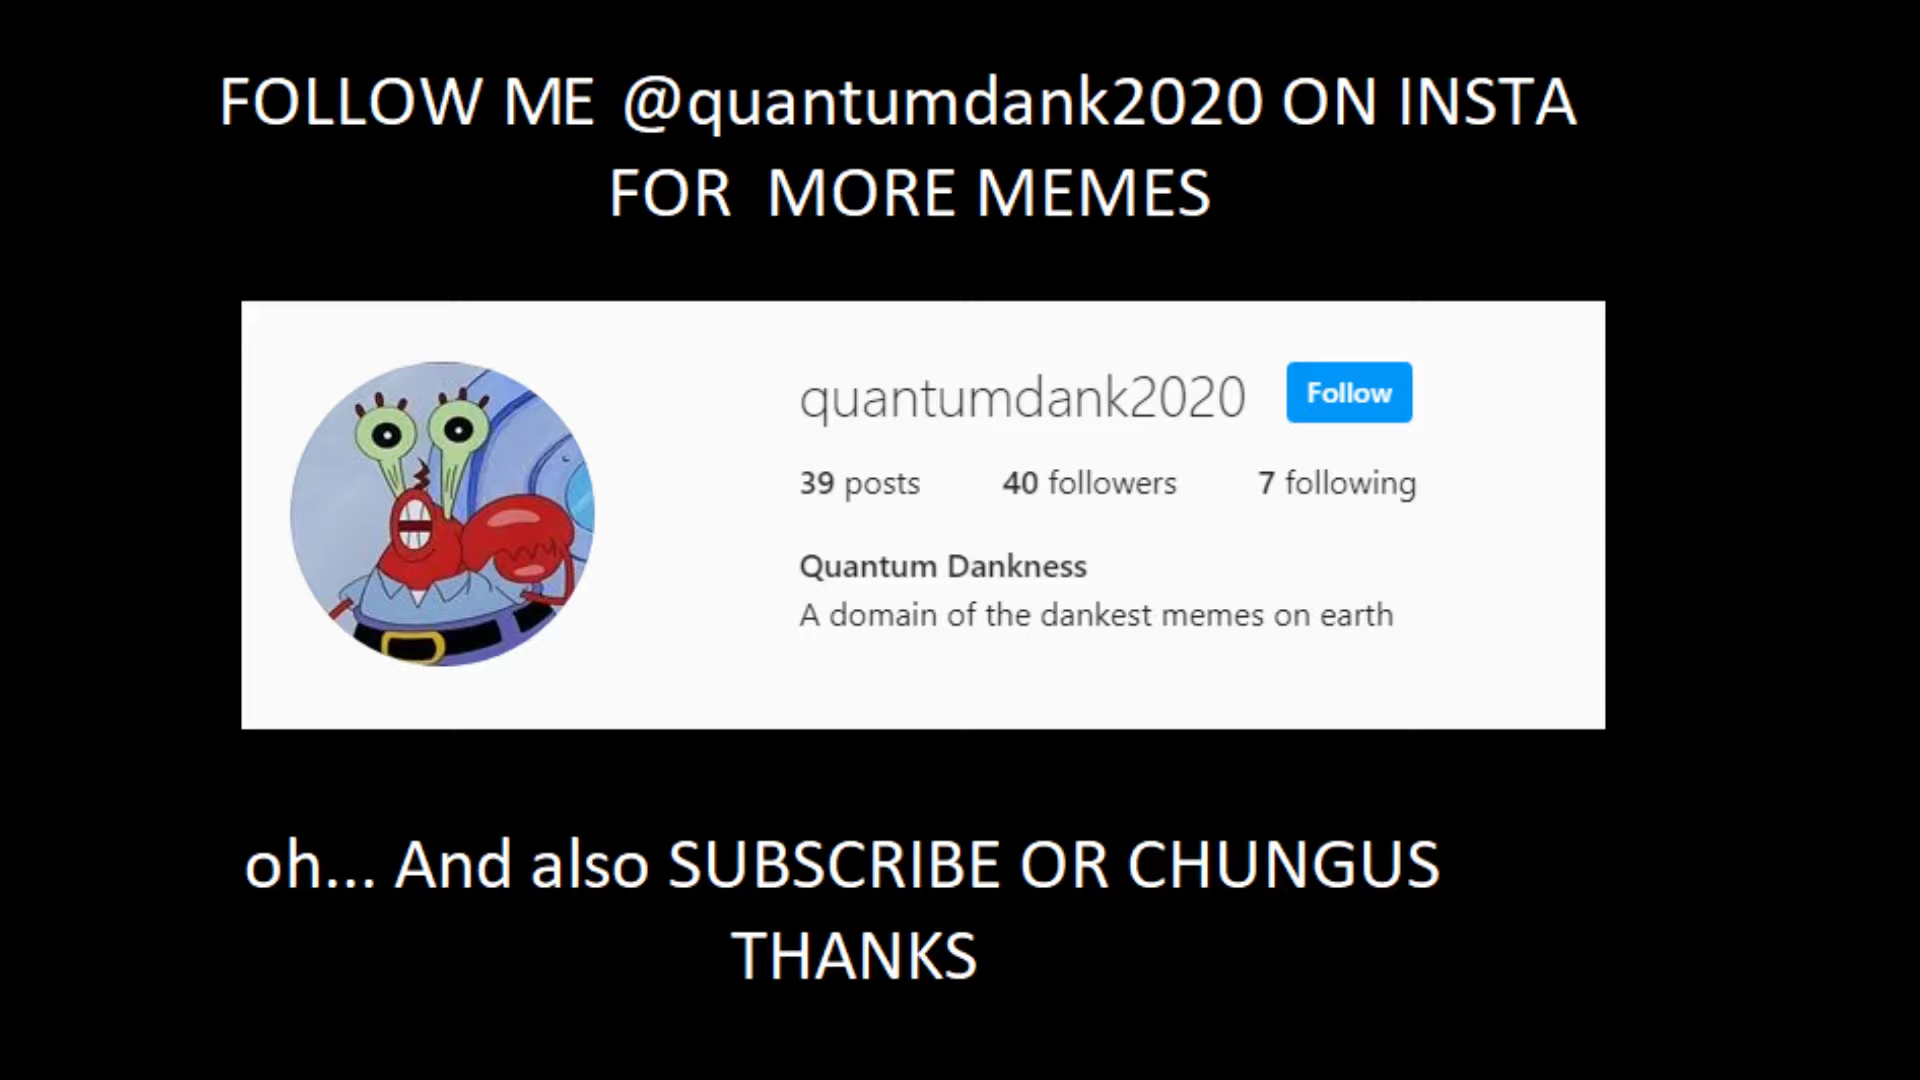 FOLLOW ME @quantumdank2020 ON INSTA
FOR MORE MEMES
quantumdank2020 Follow
39 posts 40 followers 7 following
Quantum Dankness
A domain of the dankest memes on earth
oh... And also SUBSCRIBE OR CHUNGUS
THANKS